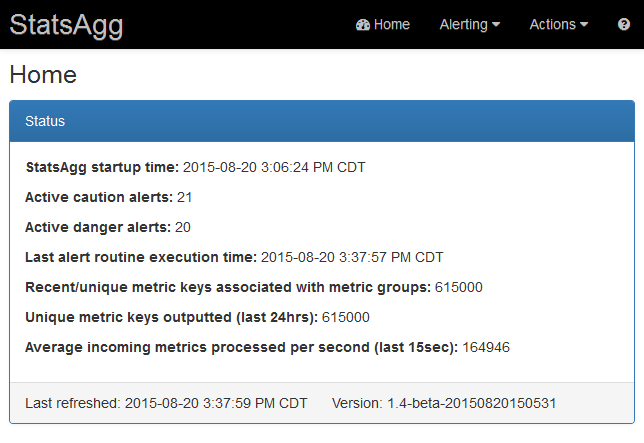 StatsAgg Home Alerting Actions ?
Home
Status
StatsAgg startup time: 2015-08-20 3:06:24 PM CDT
Active caution alerts: 21
Active danger alerts: 20
Last alert routine execution time: 2015-08-20 3:37:57 PM CDT
Recent/unique metric keys associated with metric groups: 615000
Unique metric keys outputted (last 24hrs): 615000
Average incoming metrics processed per second (last 15sec): 164946
Last refreshed: 2015-08-20 3:37:59 PM CDT Version: 1.4-beta-20150820150531